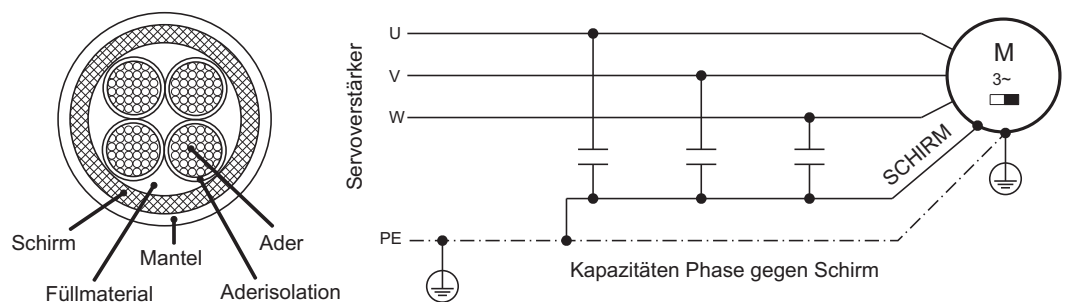 Schirm
Füllmaterial
Mantel
Aderisolation
Ader
Servoverstärker
U
V
W
PE
SCHIRM
M
3~
Kapazitäten Phase gegen Schirm